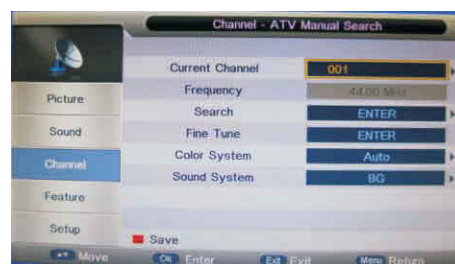 Channel - ATV Manual Search
Current Channel 001
Frequency 44.00 MHz
Picture
Search ENTER
Sound
Fine Tune ENTER
Color System Auto
Channel
Sound System BG
Feature
Setup
Save
Move Ok Enter Exit Exit Menu Return